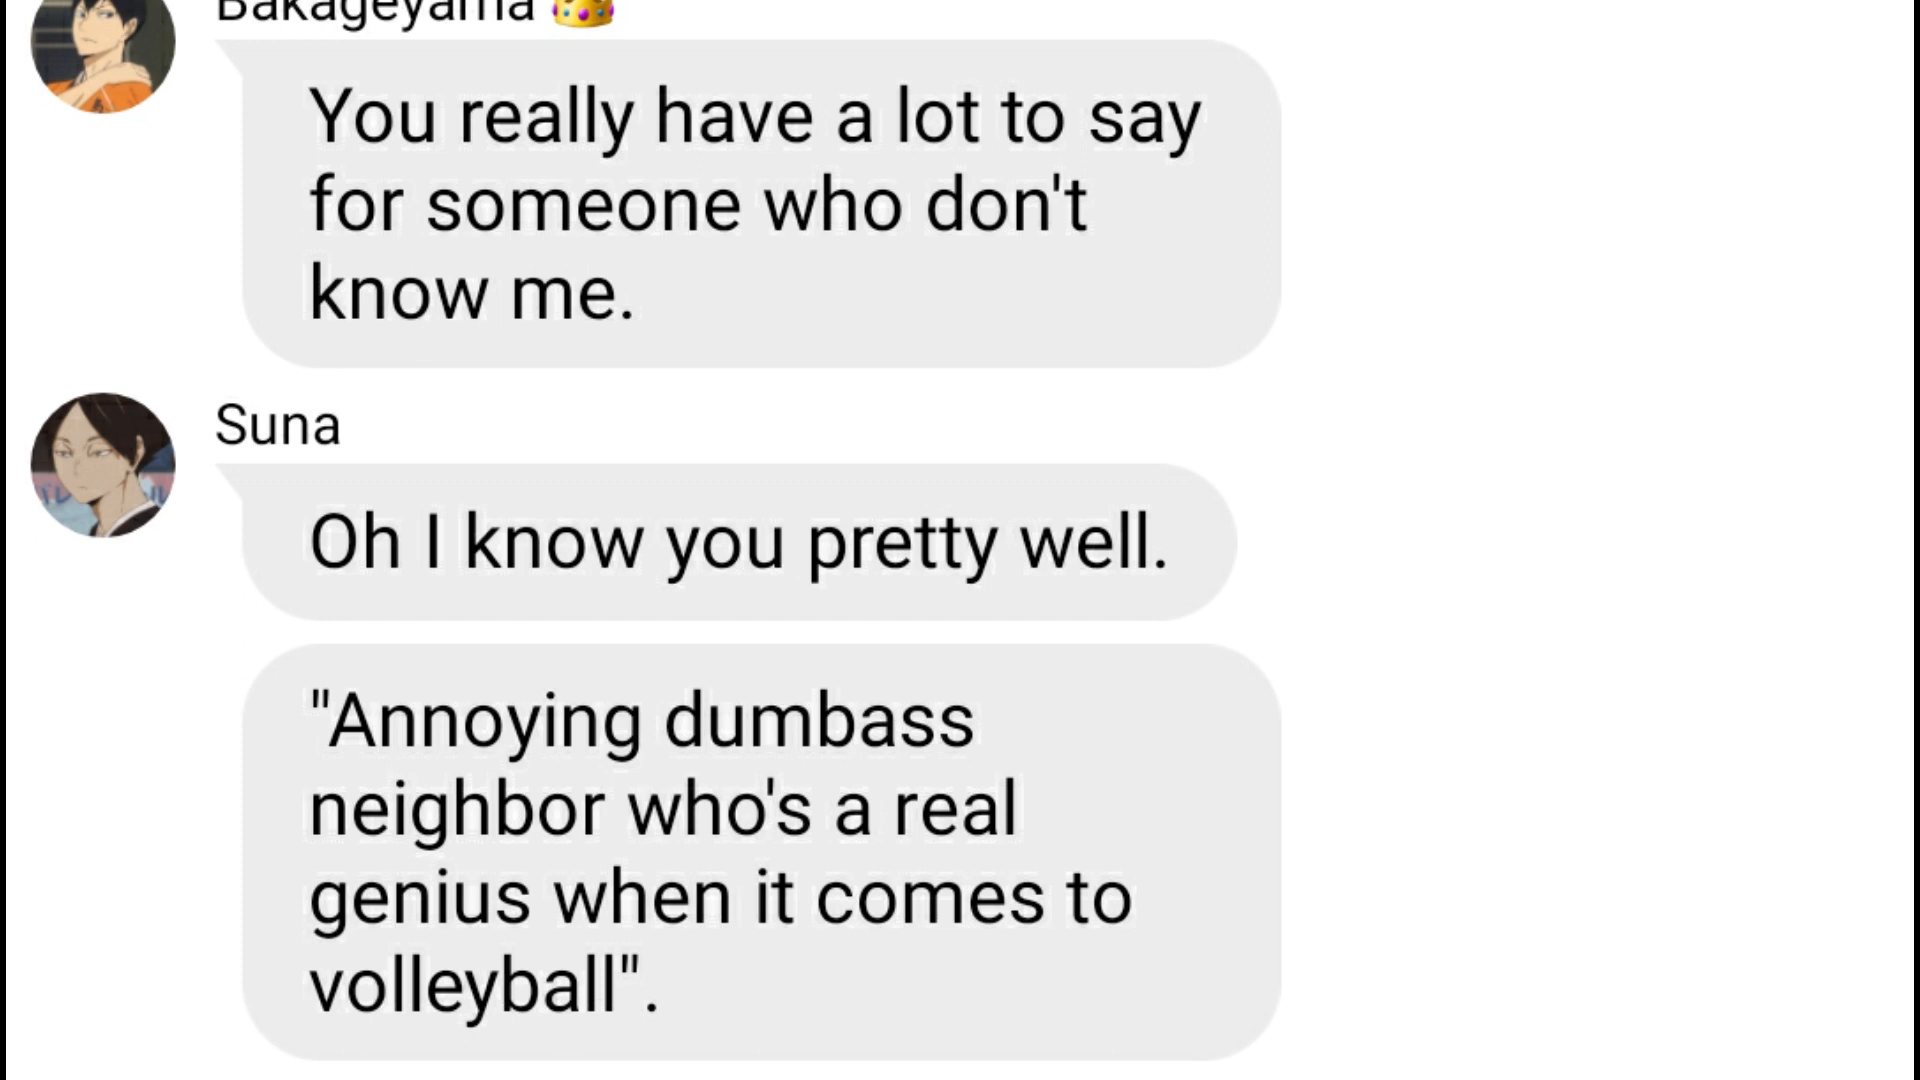 Bakageyama 👑
You really have a lot to say
for someone who don't
know me.
Suna
Oh I know you pretty well.
"Annoying dumbass
neighbor who's a real
genius when it comes to
volleyball".